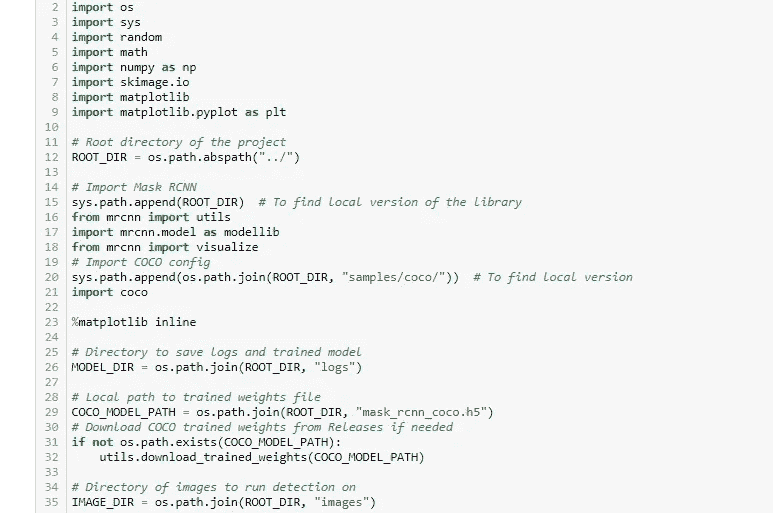 2 import os
3 import sys
4 import random
5 import math
6 import numpy as np
7 import skimage.io
8 import matplotlib
9 import matplotlib.pyplot as plt
10
11 # Root directory of the project
12 ROOT_DIR = os.path.abspath("../")
13
14 # Import Mask RCNN
15 sys.path.append(ROOT_DIR)  # To find local version of the library
16 from mrcnn import utils
17 import mrcnn.model as modellib
18 from mrcnn import visualize
19 # Import COCO config
20 sys.path.append(os.path.join(ROOT_DIR, "samples/coco/"))  # To find local version
21 import coco
22
23 %matplotlib inline
24
25 # Directory to save logs and trained model
26 MODEL_DIR = os.path.join(ROOT_DIR, "logs")
27
28 # Local path to trained weights file
29 COCO_MODEL_PATH = os.path.join(ROOT_DIR, "mask_rcnn_coco.h5")
30 # Download COCO trained weights from Releases if needed
31 if not os.path.exists(COCO_MODEL_PATH):
32     utils.download_trained_weights(COCO_MODEL_PATH)
33
34 # Directory of images to run detection on
35 IMAGE_DIR = os.path.join(ROOT_DIR, "images")